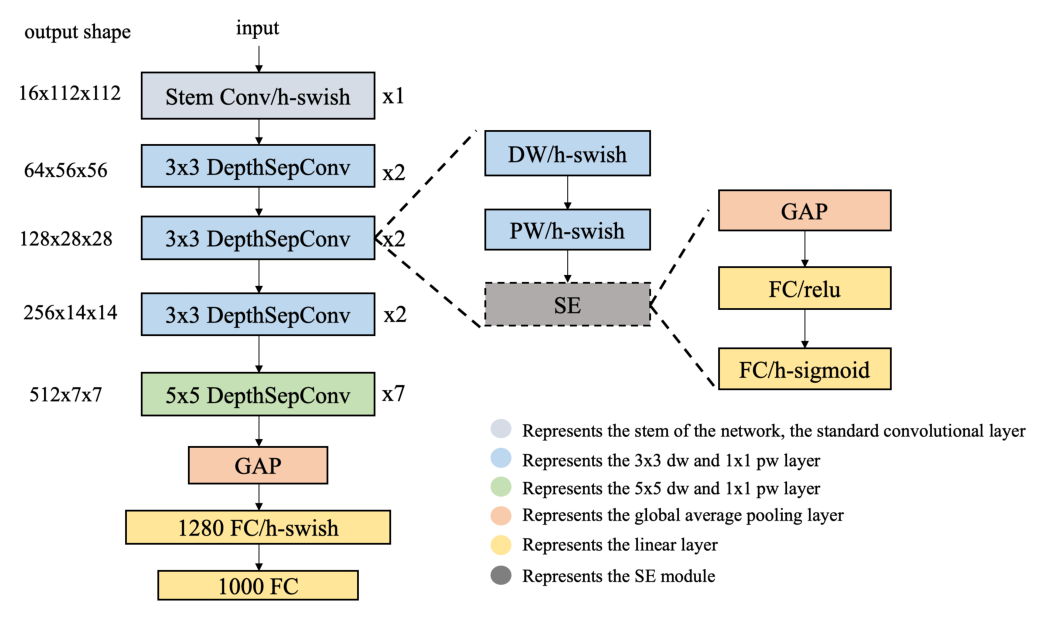 output shape
input
16x112x112
Stem Conv/h-swish
x1
64x56x56
3x3 DepthSepConv
x2
128x28x28
3x3 DepthSepConv
x2
256x14x14
3x3 DepthSepConv
x2
512x7x7
5x5 DepthSepConv
x7
GAP
1280 FC/h-swish
1000 FC
DW/h-swish
PW/h-swish
SE
GAP
FC/relu
FC/h-sigmoid
Represents the stem of the network, the standard convolutional layer
Represents the 3x3 dw and 1x1 pw layer
Represents the 5x5 dw and 1x1 pw layer
Represents the global average pooling layer
Represents the linear layer
Represents the SE module